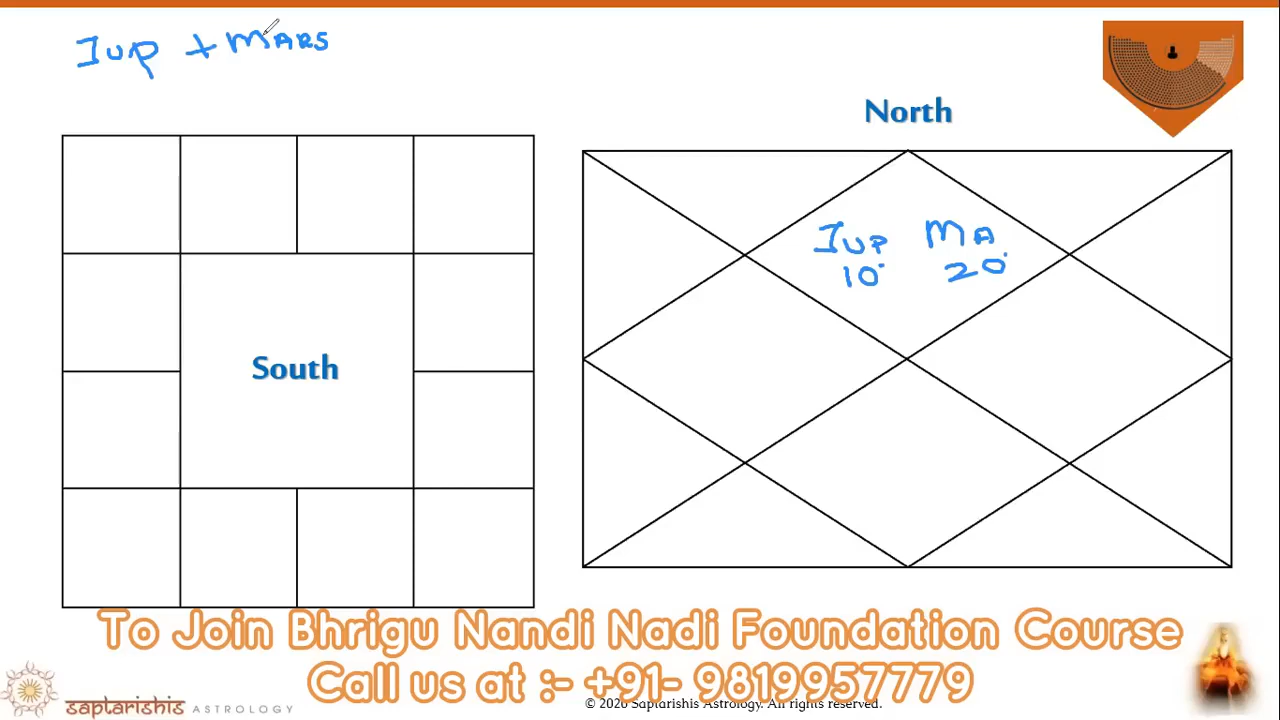 Jup + MARS
North
Jup MA
10° 20°
South
To Join Bhrigu Nandi Nadi Foundation Course
Call us at :- +91- 9819957779
saptarishis ASTROLOGY
© 2020 Saptarishis Astrology. All rights reserved.